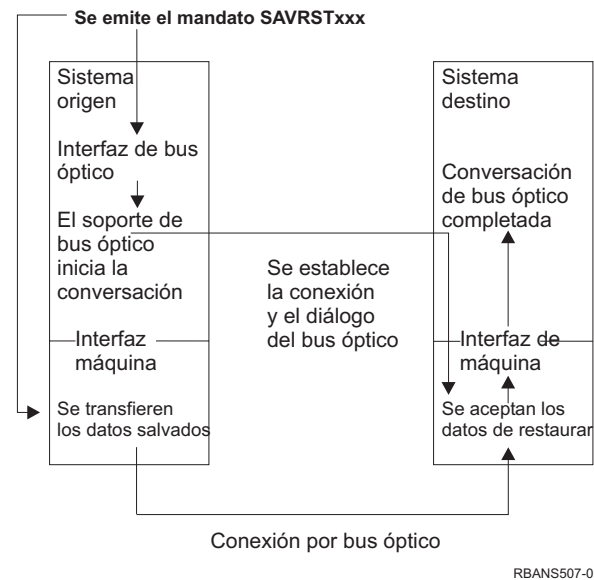 Se emite el mandato SAVRSTxxx
Sistema
origen
Interfaz de bus
óptico
El soporte de
bus óptico
inicia la
conversación
Interfaz
máquina
Se transfieren
los datos salvados
Se establece
la conexión
y el diálogo
del bus óptico
Sistema
destino
Conversación
de bus óptico
completada
Interfaz de
máquina
Se aceptan los
datos de restaurar
Conexión por bus óptico
RBANS507-0